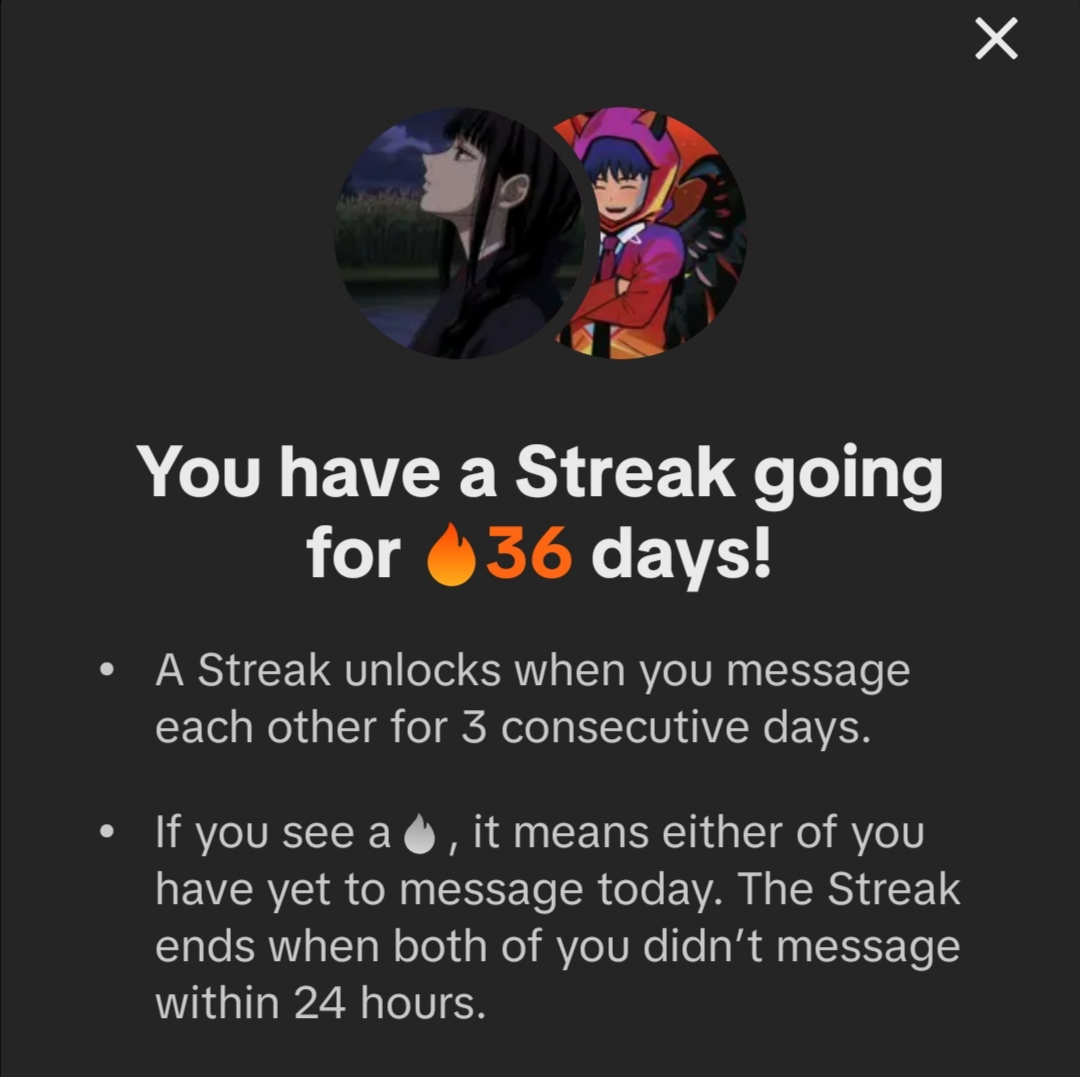 You have a Streak going
for 🔥36 days!
• A Streak unlocks when you message
each other for 3 consecutive days.
• If you see a 🔥, it means either of you
have yet to message today. The Streak
ends when both of you didn’t message
within 24 hours.